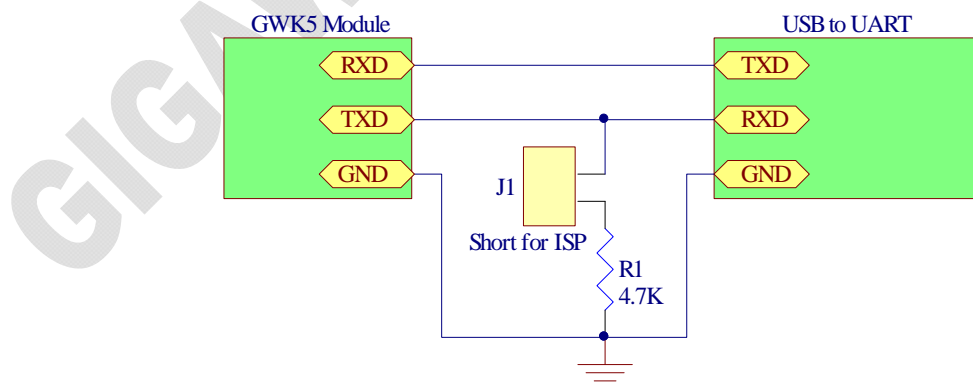 GWK5 Module
USB to UART
RXD
TXD
TXD
RXD
GND
GND
J1
Short for ISP
R1
4.7K